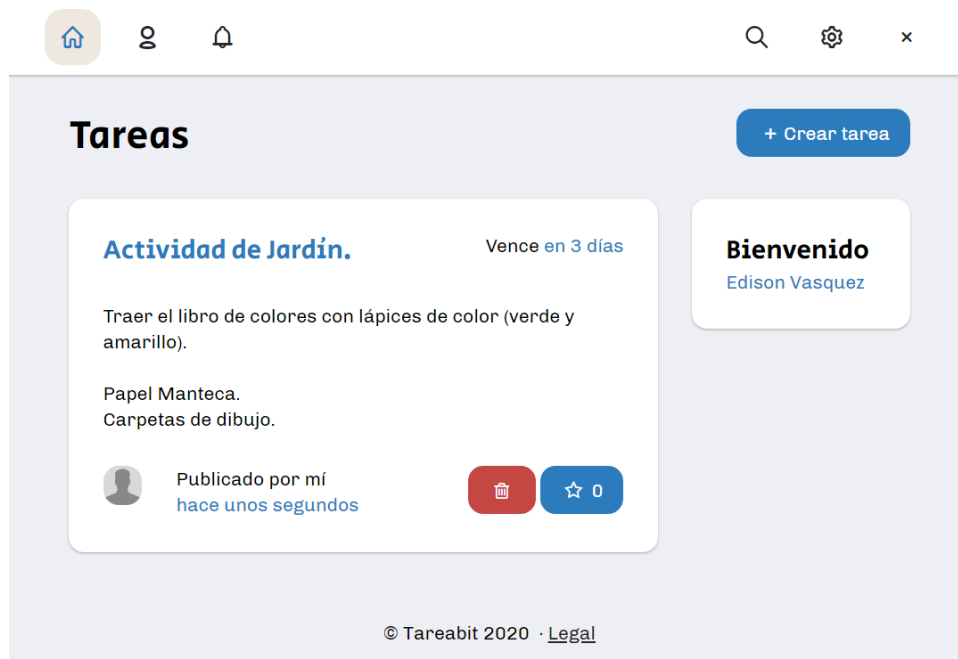 Tareas
+ Crear tarea
Actividad de Jardín.
Vence en 3 días
Traer el libro de colores con lápices de color (verde y
amarillo).
Papel Manteca.
Carpetas de dibujo.
Publicado por mí
hace unos segundos
0
Bienvenido
Edison Vasquez
© Tareabit 2020 · Legal